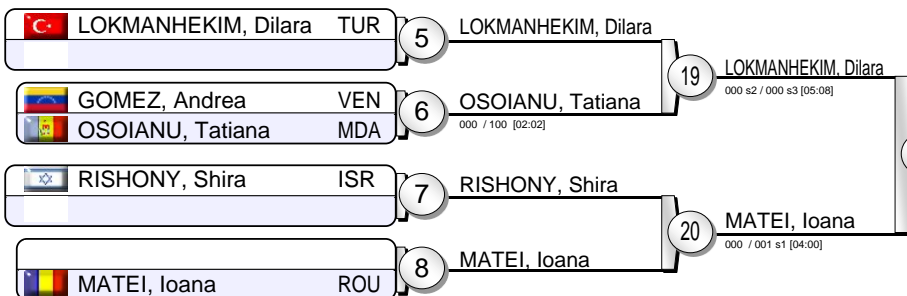 LOKMANHEKIM, Dilara TUR
5
LOKMANHEKIM, Dilara
19
LOKMANHEKIM, Dilara
000 s2 / 000 s3 [05:08]
GOMEZ, Andrea VEN
OSOIANU, Tatiana MDA
6
OSOIANU, Tatiana
000 / 100 [02:02]
RISHONY, Shira ISR
7
RISHONY, Shira
20
MATEI, Ioana
000 / 001 s1 [04:00]
MATEI, Ioana ROU
8
MATEI, Ioana